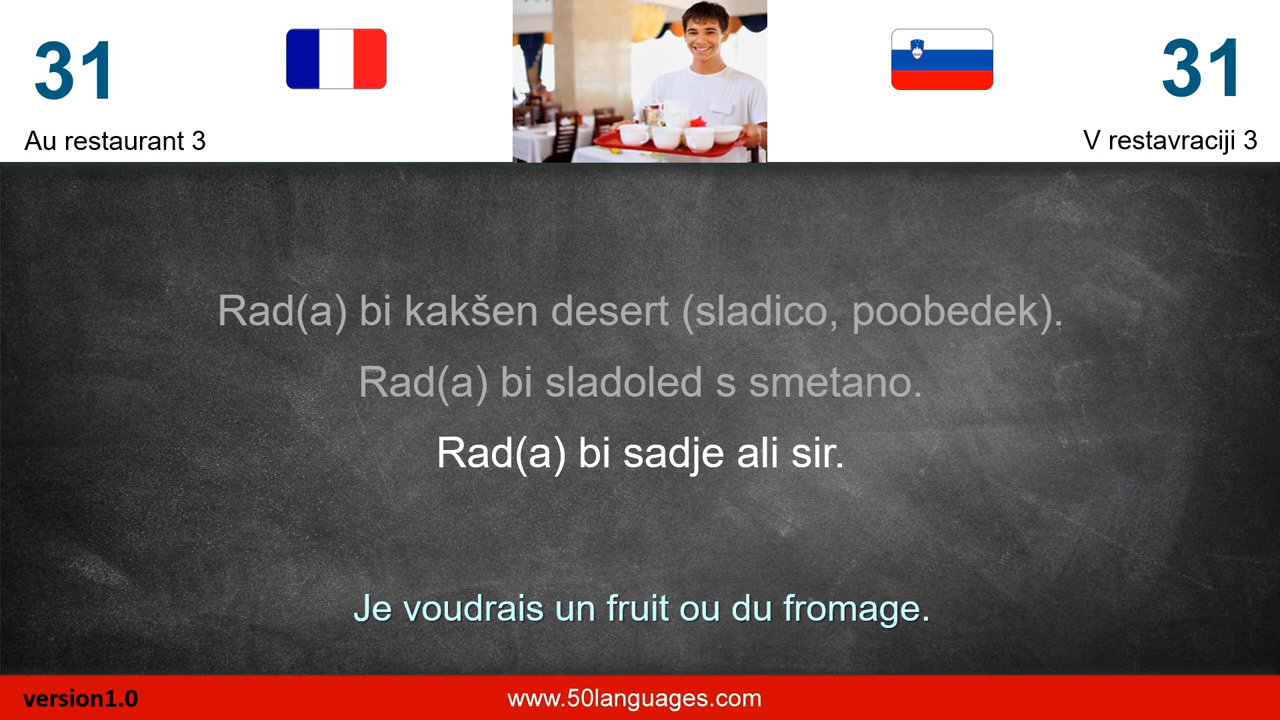 31
31
Au restaurant 3
V restavraciji 3
Rad(a) bi kakšen desert (sladico, poobedek).
Rad(a) bi sladoled s smetano.
Rad(a) bi sadje ali sir.
Je voudrais un fruit ou du fromage.
version1.0
www.50languages.com